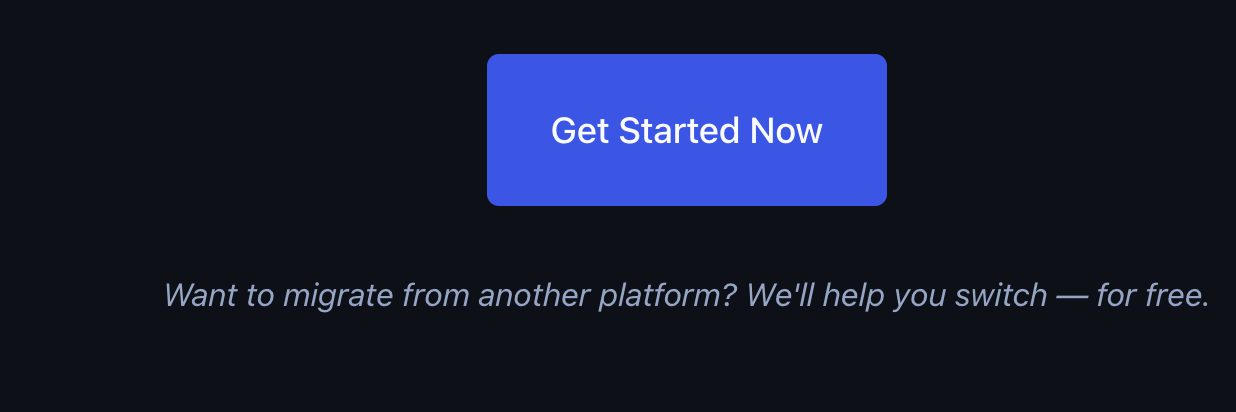 Get Started Now
Want to migrate from another platform? We'll help you switch — for free.